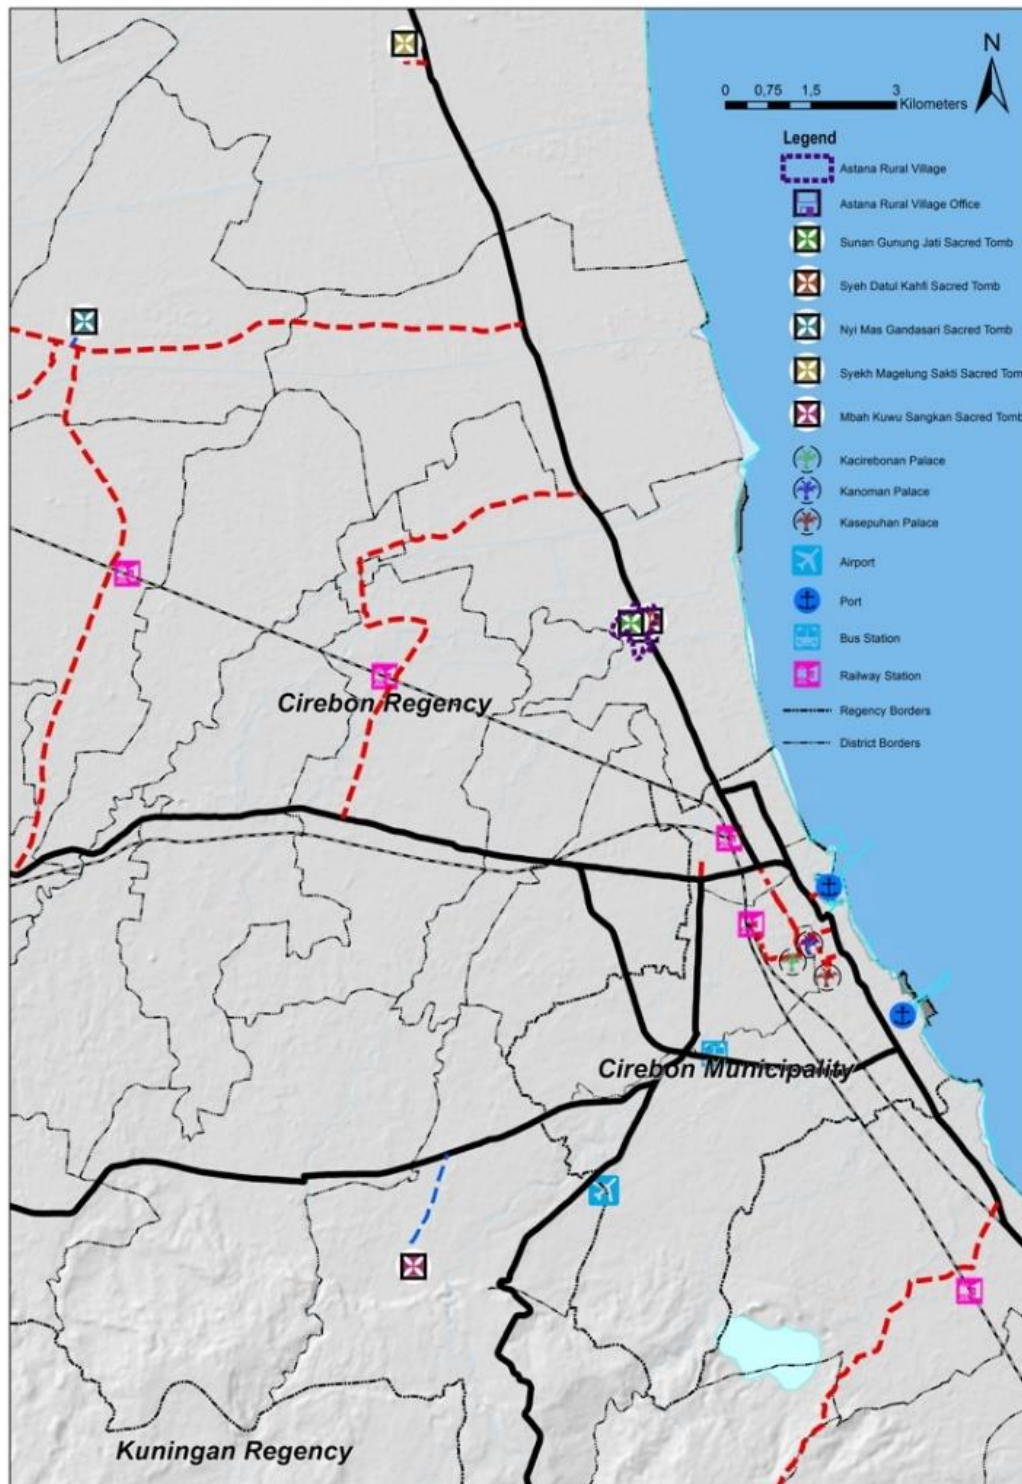 N
0 0,75 1,5 3
Kilometers
Legend
Astana Rural Village
Astana Rural Village Office
Sunan Gunung Jati Sacred Tomb
Syeh Datul Kahfi Sacred Tomb
Nyi Mas Gandasari Sacred Tomb
Syekh Magelung Sakti Sacred Tom
Mbah Kuwu Sangkan Sacred Tomb
Kacirebonan Palace
Kanoman Palace
Kasepuhan Palace
Airport
Port
Bus Station
Railway Station
Regency Borders
District Borders
Cirebon Regency
Cirebon Municipality
Kuningan Regency